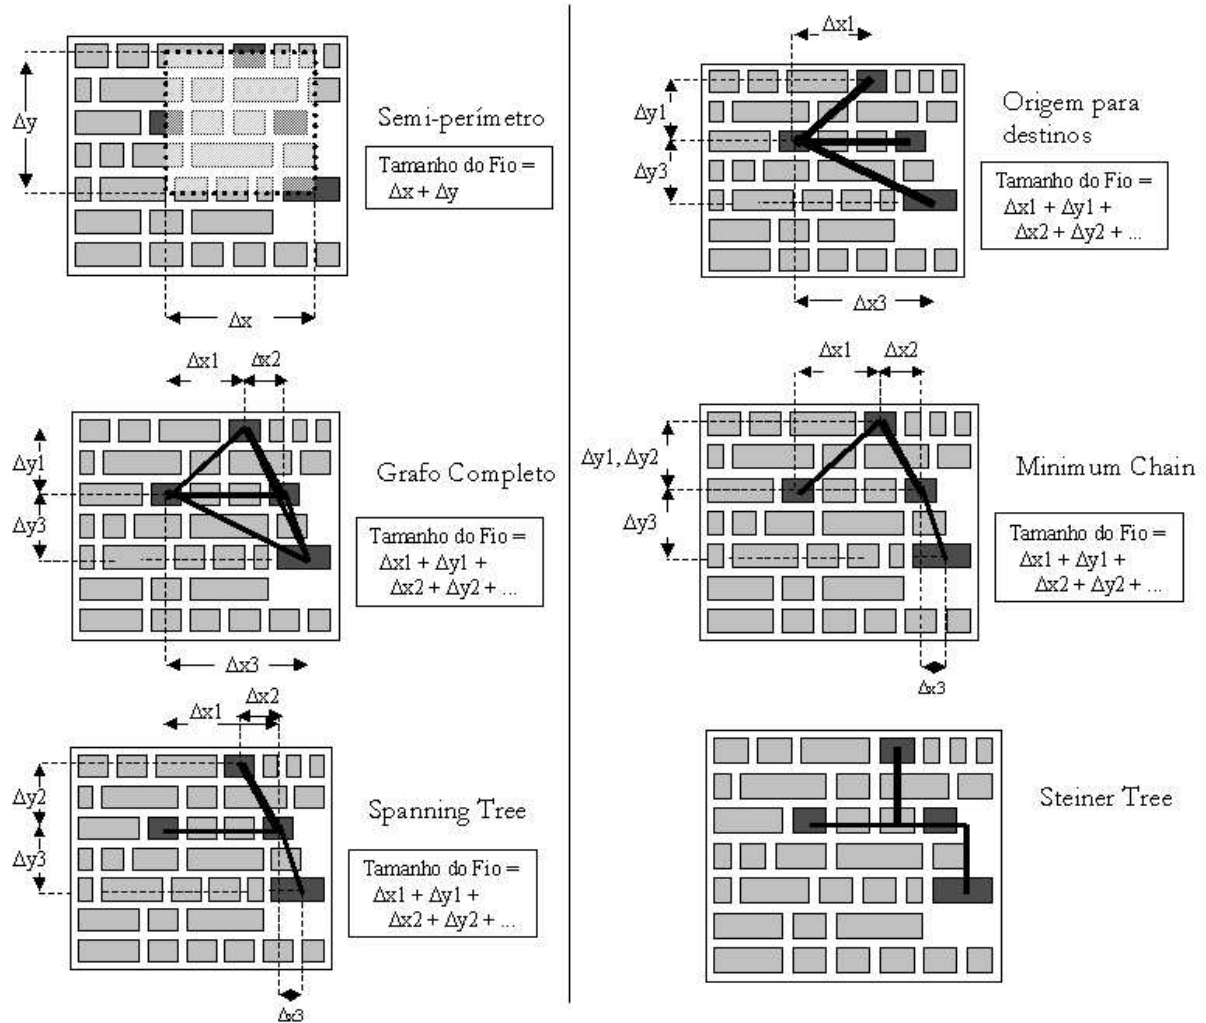 Δy
Semi-perímetro
Tamanho do Fio =
Δx + Δy
Δx
Δx1
Δy1
Δy3
Origem para
destinos
Tamanho do Fio =
Δx1 + Δy1 +
Δx2 + Δy2 + ...
Δx3
Δx1
Δx2
Δy1
Δy3
Grafo Completo
Tamanho do Fio =
Δx1 + Δy1 +
Δx2 + Δy2 + ...
Δx3
Δx1
Δx2
Δy1, Δy2
Δy3
Minimum Chain
Tamanho do Fio =
Δx1 + Δy1 +
Δx2 + Δy2 + ...
Δx3
Δx2
Δx1
Δy2
Δy3
Spanning Tree
Tamanho do Fio =
Δx1 + Δy1 +
Δx2 + Δy2 + ...
Δx3
Steiner Tree